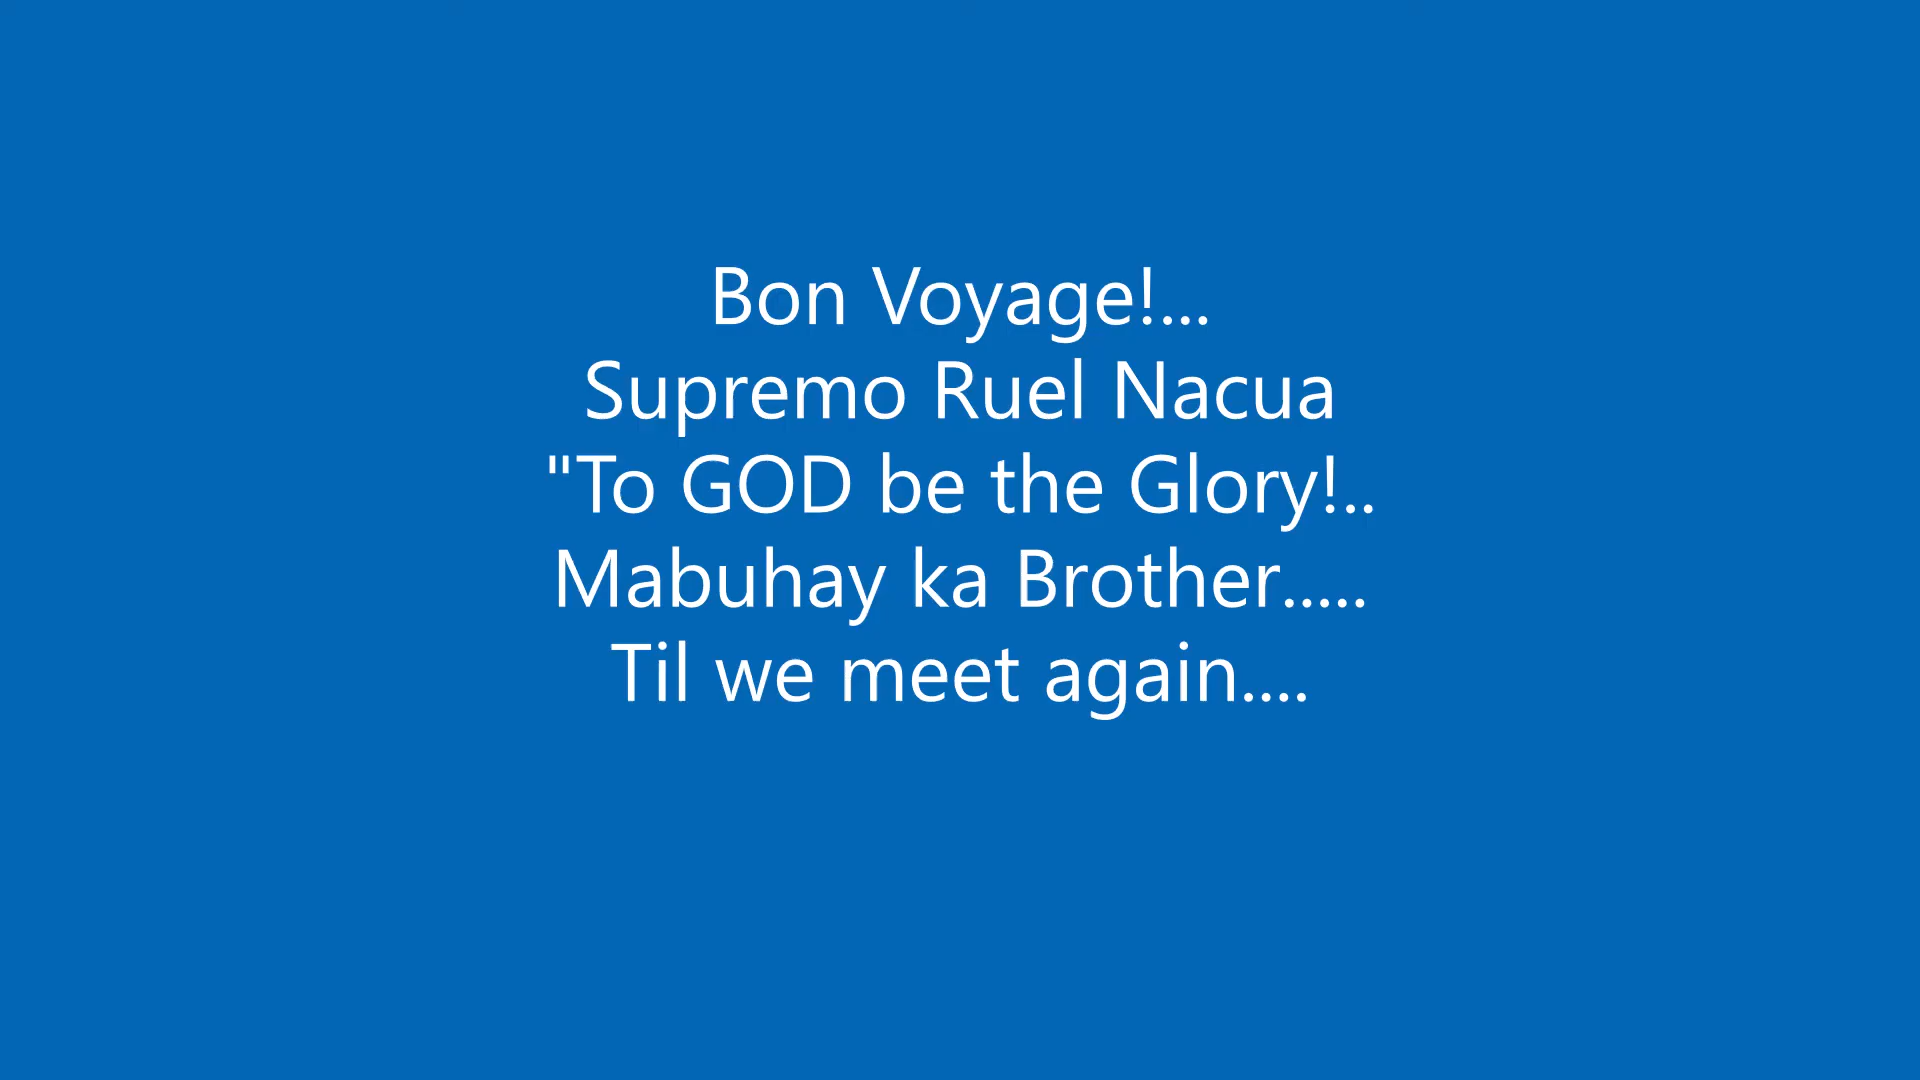 Bon Voyage!...
Supremo Ruel Nacua
"To GOD be the Glory!..
Mabuhay ka Brother.....
Til we meet again....